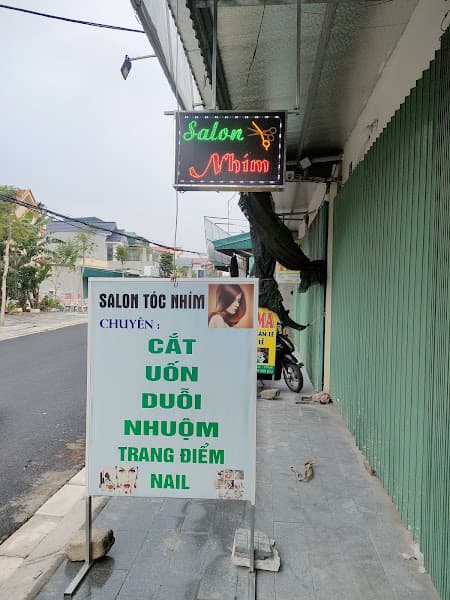 Salon
Nhím
SALON TÓC NHÍM
CHUYÊN :
CẮT
UỐN
DUỖI
NHUỘM
TRANG ĐIỂM
NAIL